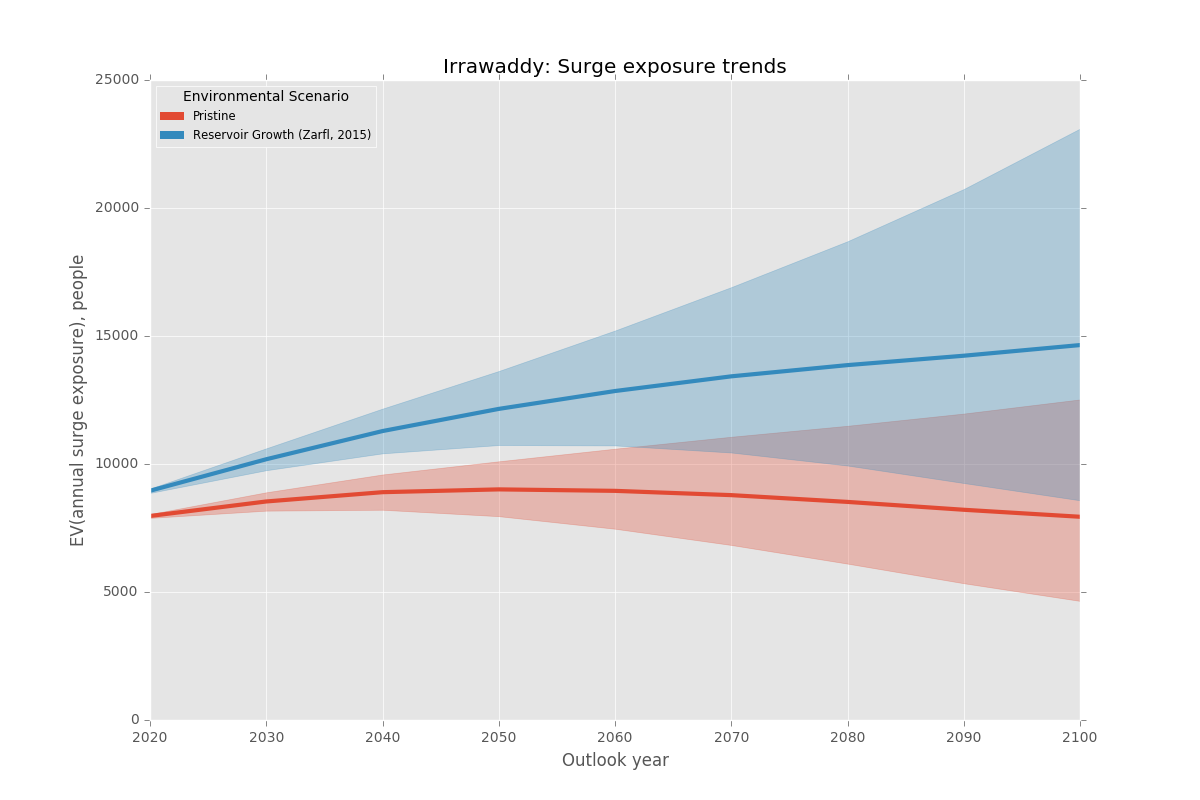 Irrawaddy: Surge exposure trends
Environmental Scenario
Pristine
Reservoir Growth (Zarfl, 2015)
EV(annual surge exposure), people
25000
20000
15000
10000
5000
0
2020 2030 2040 2050 2060 2070 2080 2090 2100
Outlook year